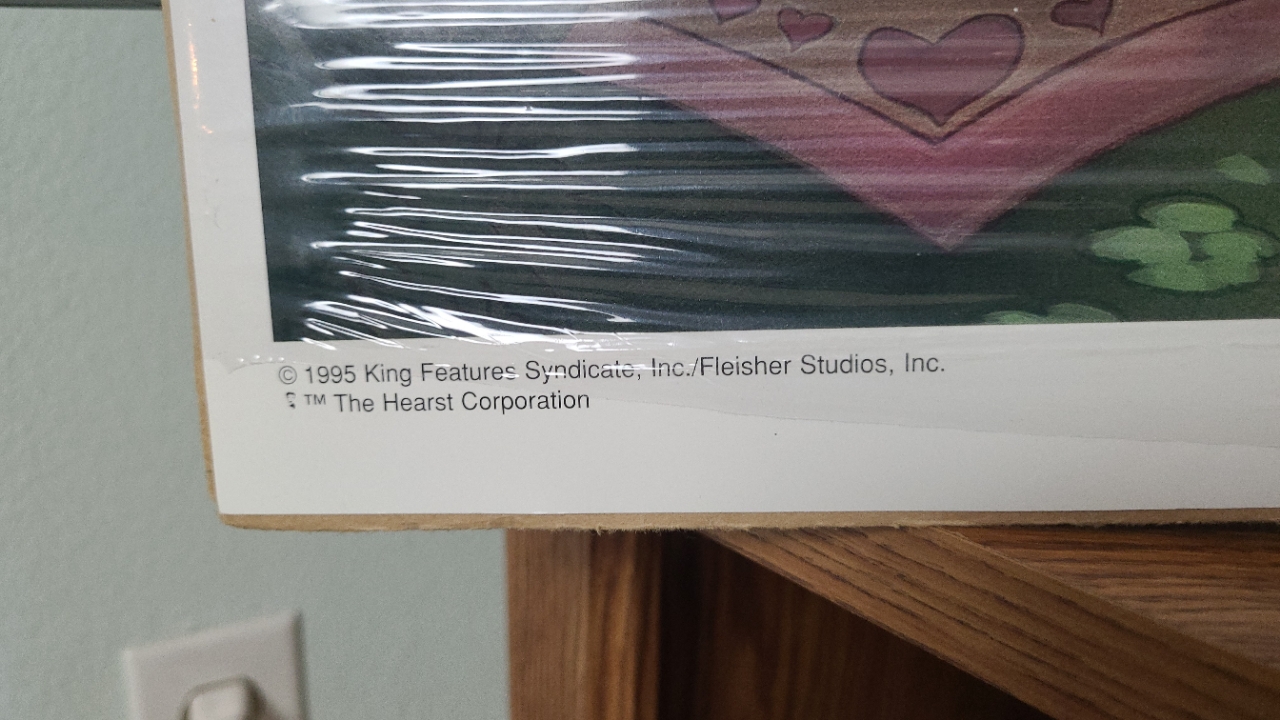 © 1995 King Features Syndicate, Inc./Fleisher Studios, Inc.
™ The Hearst Corporation